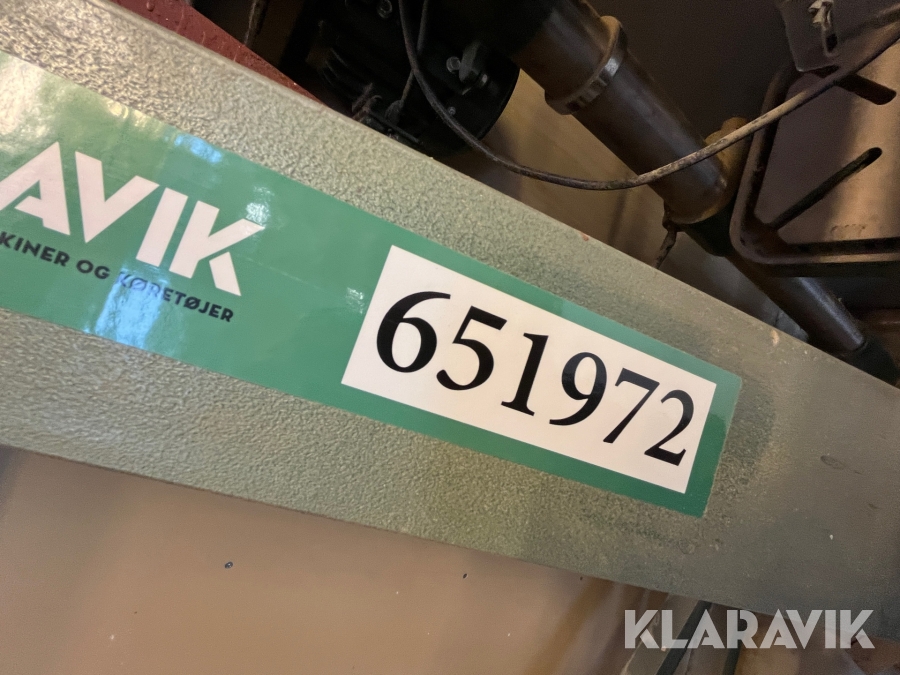 AVIK
KINER OG KØRETØJER
651972
KLARAVIK